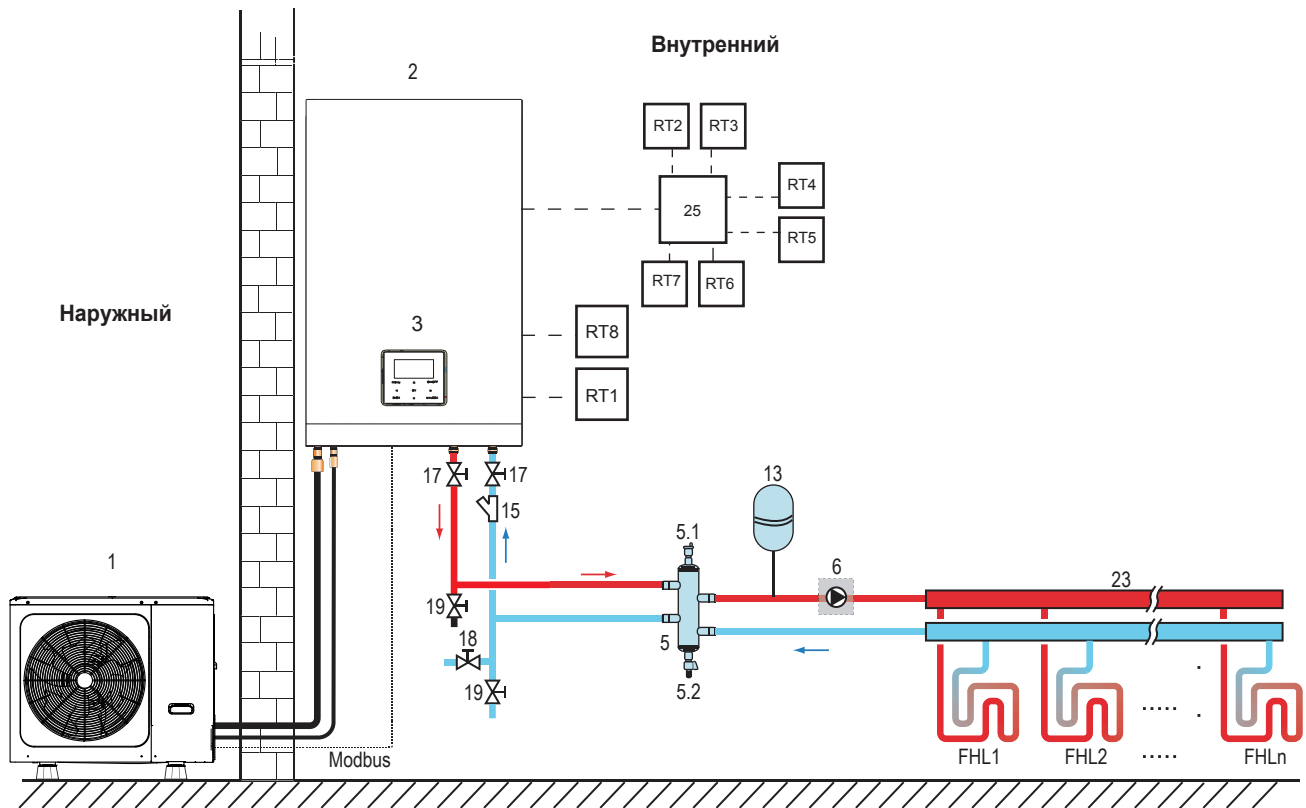 Внутренний
2
RT2
RT3
RT4
25
RT5
RT7
RT6
Наружный
3
RT8
RT1
17
17
13
15
5.1
1
6
23
19
18
5
19
5.2
Modbus
FHL1
FHL2
.....
.....
FHLn